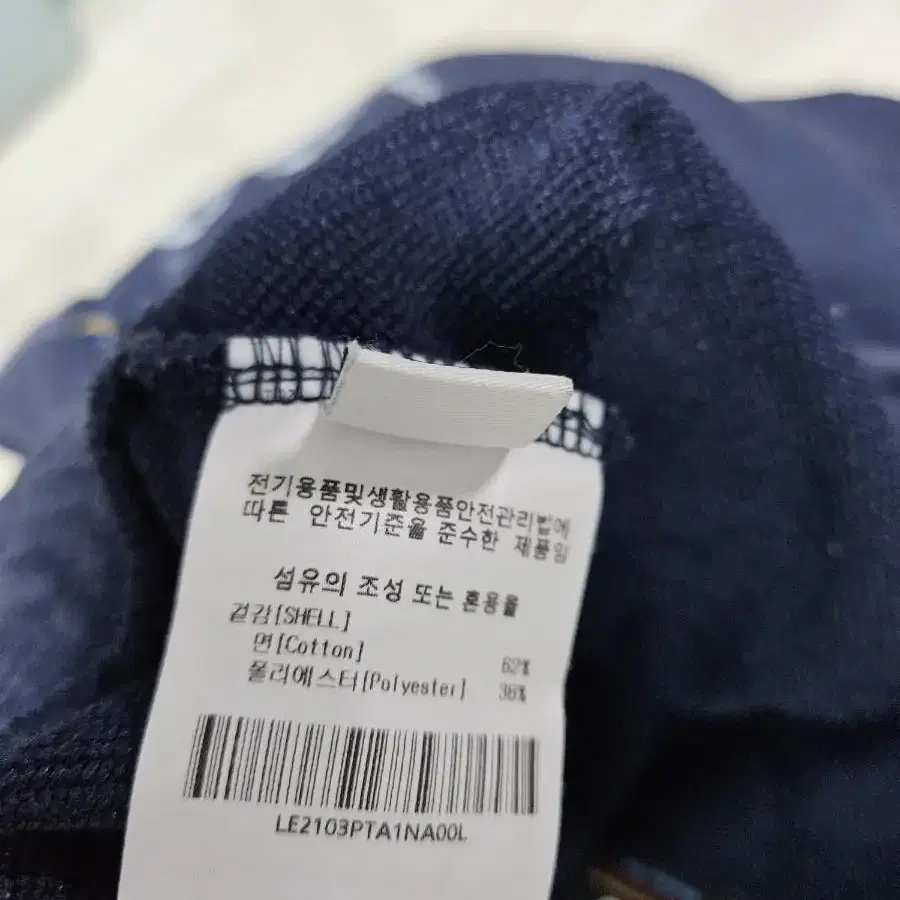 전기용품및생활용품안전관리법에
따른 안전기준을 준수한 제품임
섬유의 조성 또는 혼용율
겉감[SHELL]
면[Cotton] 62%
폴리에스터[Polyester] 38%
LE2103PTA1NA00L